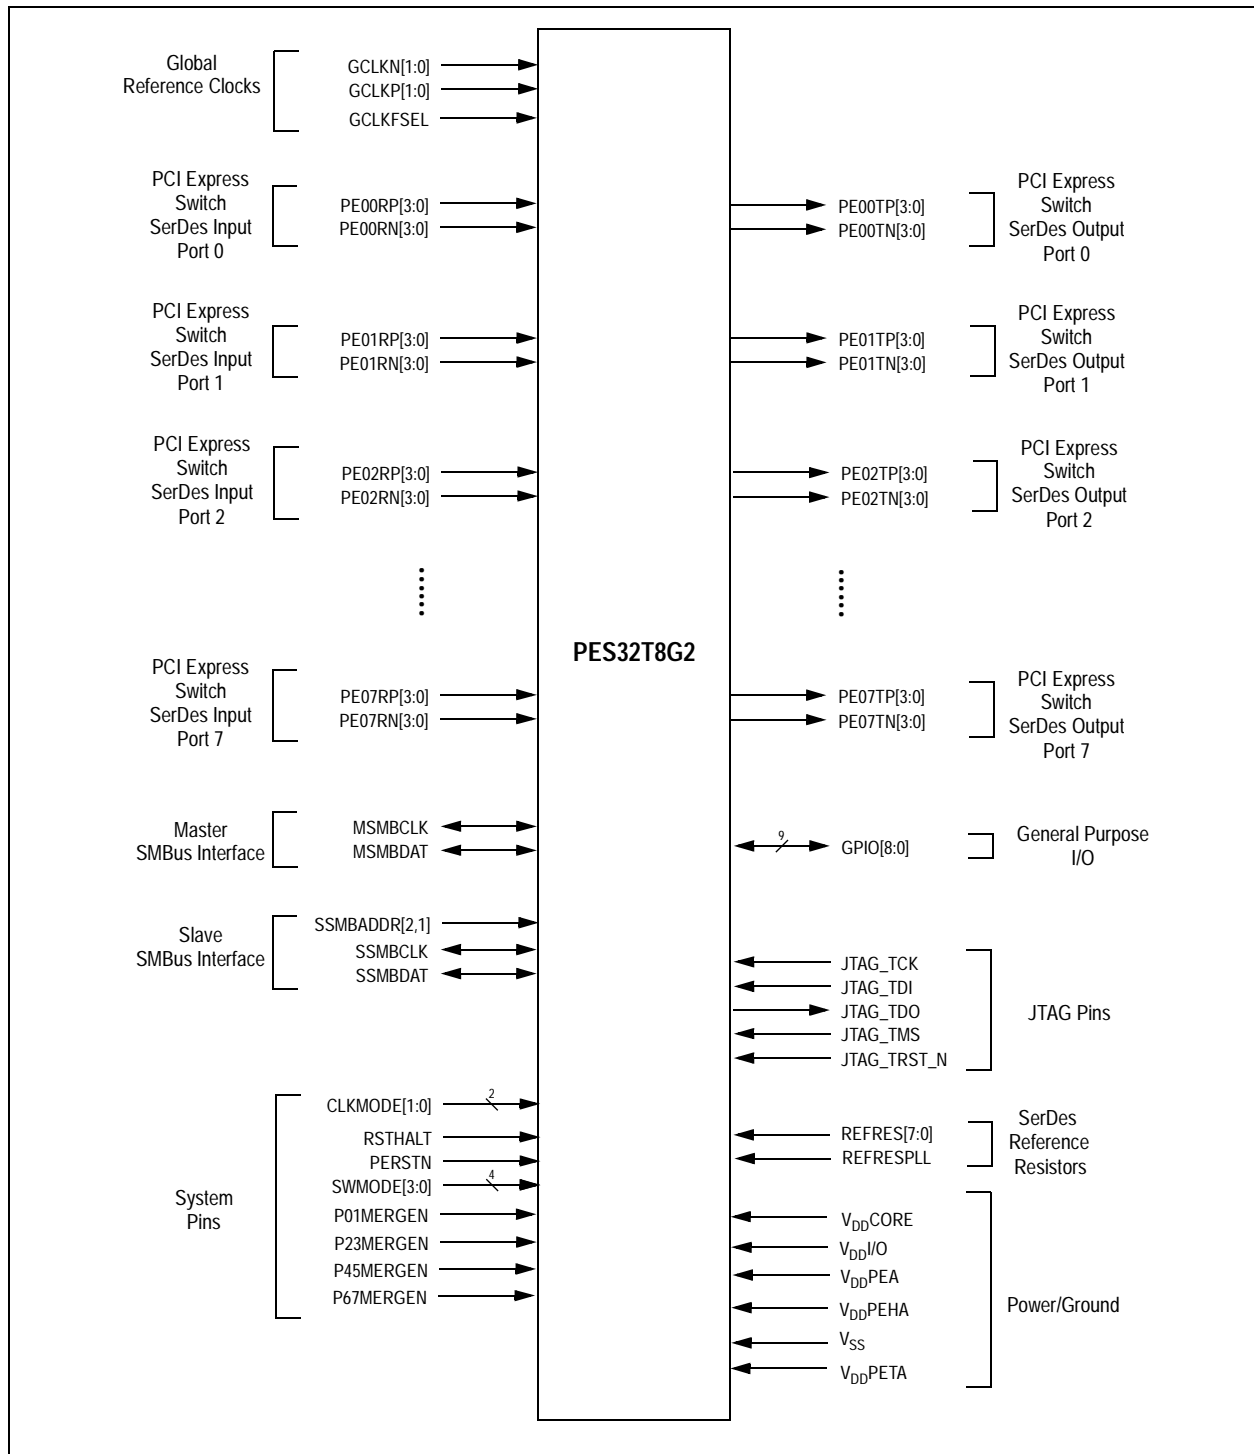 Global
Reference Clocks
GCLKN[1:0]
GCLKP[1:0]
GCLKFSEL
PCI Express
Switch
SerDes Input
Port 0
PE00RP[3:0]
PE00RN[3:0]
PCI Express
Switch
SerDes Input
Port 1
PE01RP[3:0]
PE01RN[3:0]
PCI Express
Switch
SerDes Input
Port 2
PE02RP[3:0]
PE02RN[3:0]
PCI Express
Switch
SerDes Input
Port 7
PE07RP[3:0]
PE07RN[3:0]
Master
SMBus Interface
MSMBCLK
MSMBDAT
Slave
SMBus Interface
SSMBADDR[2,1]
SSMBCLK
SSMBDAT
System
Pins
CLKMODE[1:0]
2
RSTHALT
PERSTN
SWMODE[3:0]
4
P01MERGEN
P23MERGEN
P45MERGEN
P67MERGEN
PES32T8G2
PE00TP[3:0]
PE00TN[3:0]
PCI Express
Switch
SerDes Output
Port 0
PE01TP[3:0]
PE01TN[3:0]
PCI Express
Switch
SerDes Output
Port 1
PE02TP[3:0]
PE02TN[3:0]
PCI Express
Switch
SerDes Output
Port 2
PE07TP[3:0]
PE07TN[3:0]
PCI Express
Switch
SerDes Output
Port 7
9
GPIO[8:0]
General Purpose
I/O
JTAG_TCK
JTAG_TDI
JTAG_TDO
JTAG_TMS
JTAG_TRST_N
JTAG Pins
REFRES[7:0]
REFRESPLL
SerDes
Reference
Resistors
VDDCORE
VDDI/O
VDDPEA
VDDPEHA
VSS
VDDPETA
Power/Ground